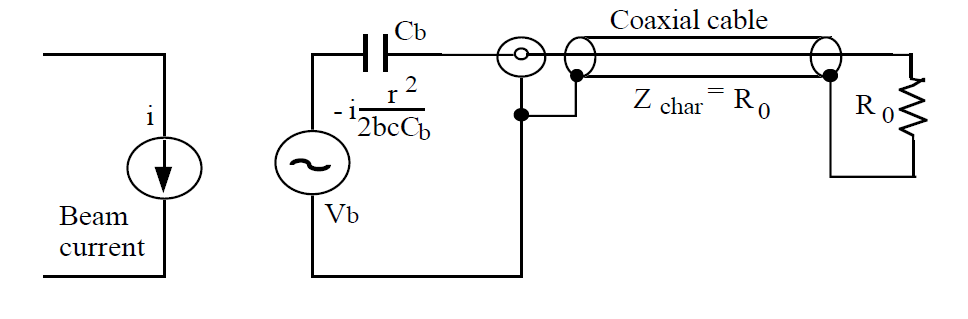 Coaxial cable
Cb
- i r 2
2bcCb
Z char = R 0
R 0
i
Vb
Beam
current